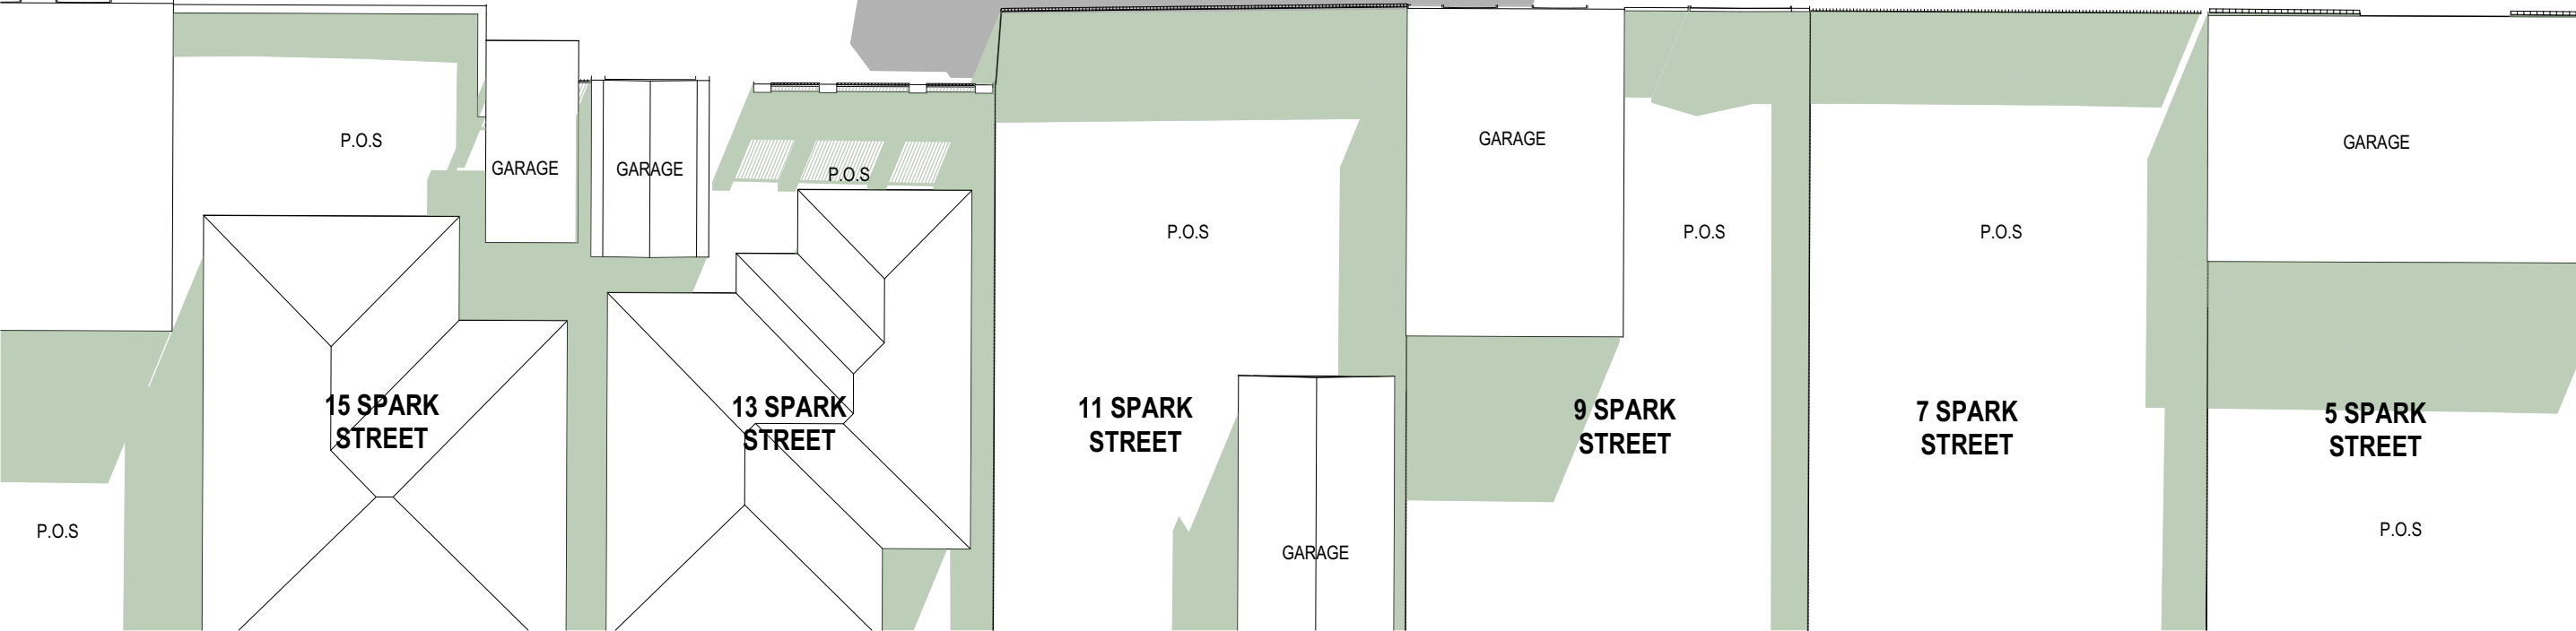 P.O.S
GARAGE
GARAGE
P.O.S
P.O.S
GARAGE
P.O.S
P.O.S
GARAGE
15 SPARK
STREET
13 SPARK
STREET
11 SPARK
STREET
9 SPARK
STREET
7 SPARK
STREET
5 SPARK
STREET
P.O.S
GARAGE
P.O.S